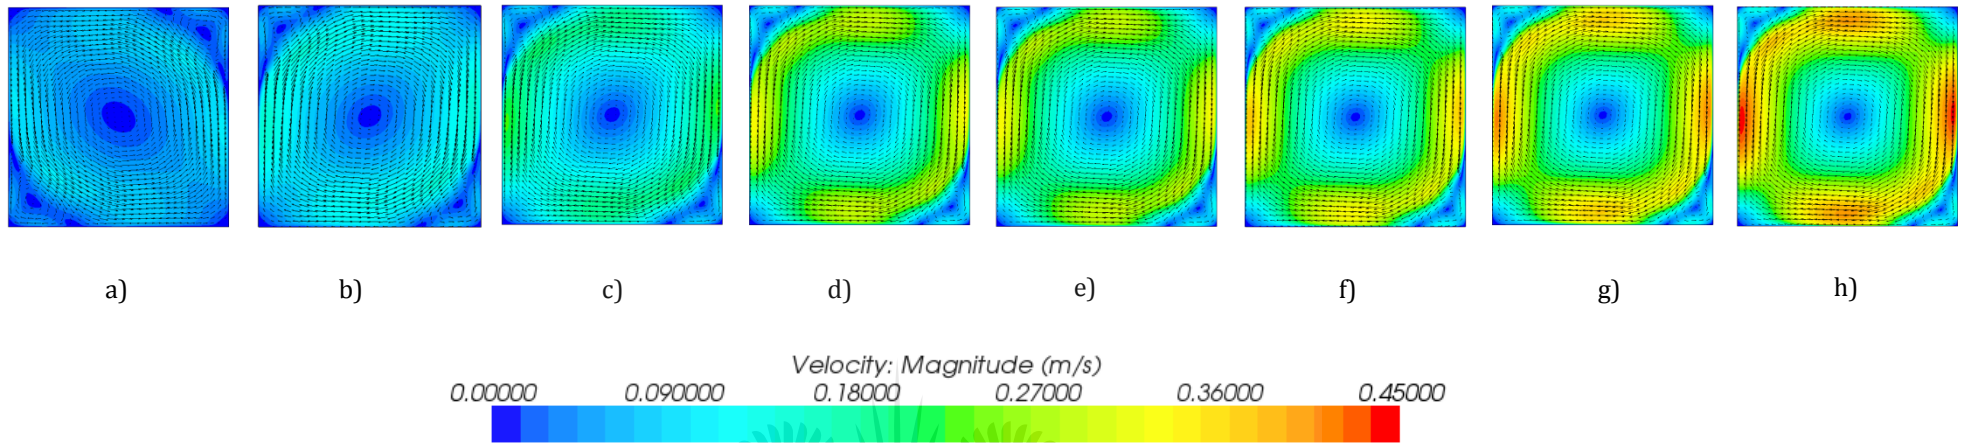 a) b) c) d) e) f) g) h)
Velocity: Magnitude (m/s)
0.00000 0.090000 0.18000 0.27000 0.36000 0.45000